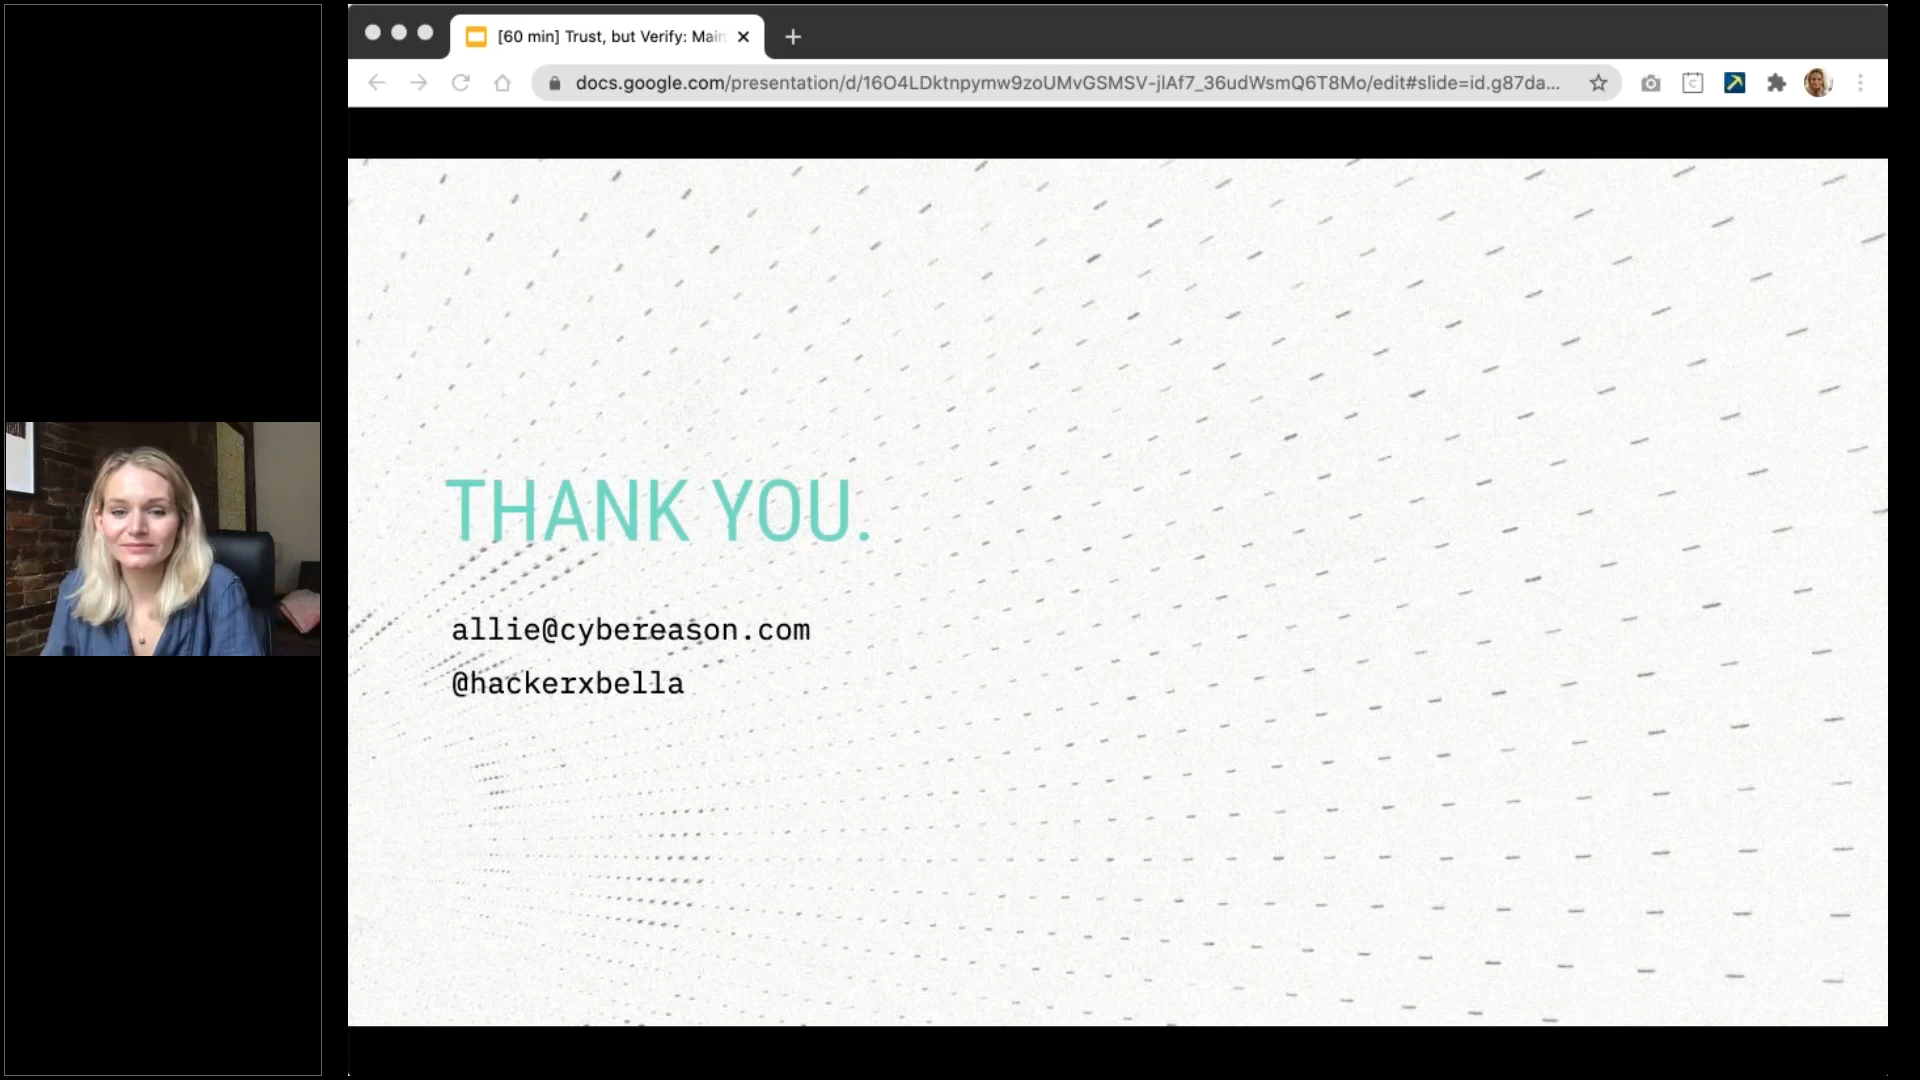 [60 min] Trust, but Verify: Main
docs.google.com/presentation/d/16O4LDktnpymw9zoUMvGSMSV-jlAf7_36udWsmQ6T8Mo/edit#slide=id.g87da...
THANK YOU.
allie@cybereason.com
@hackerxbella